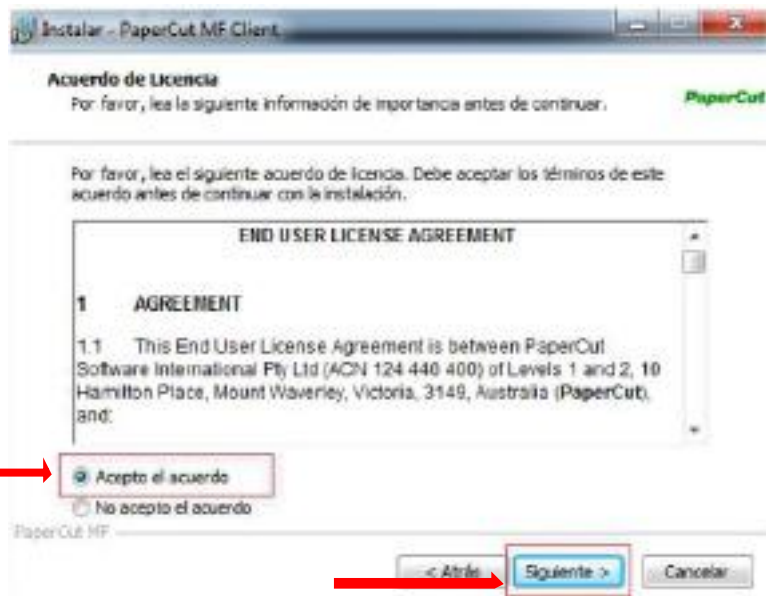 Instalar - PaperCut MF Client
Acuerdo de Licencia
Por favor, lea la siguiente información de importancia antes de continuar.
PaperCut
Por favor, lea el siguiente acuerdo de licencia. Debe aceptar los términos de este
acuerdo antes de continuar con la instalación.
END USER LICENSE AGREEMENT
1 AGREEMENT
1.1 This End User License Agreement is between PaperCut
Software International Pty Ltd (ACN 124 440 400) of Levels 1 and 2, 10
Hamilton Place, Mount Waverley, Victoria, 3149, Australia (PaperCut),
and:
Acepto el acuerdo
No acepto el acuerdo
PaperCut MF
< Atrás Siguiente > Cancelar